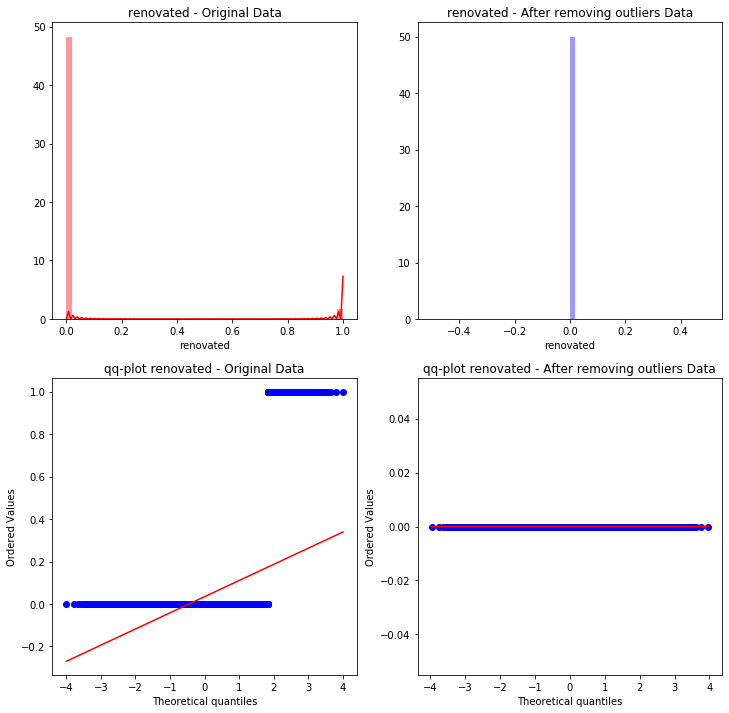 renovated - Original Data
50
40
30
20
10
0
0.0 0.2 0.4 0.6 0.8 1.0
renovated
renovated - After removing outliers Data
50
40
30
20
10
0
−0.4 −0.2 0.0 0.2 0.4
renovated
qq-plot renovated - Original Data
Ordered Values
1.0
0.8
0.6
0.4
0.2
0.0
−0.2
−4 −3 −2 −1 0 1 2 3 4
Theoretical quantiles
qq-plot renovated - After removing outliers Data
Ordered Values
0.04
0.02
0.00
−0.02
−0.04
−4 −3 −2 −1 0 1 2 3 4
Theoretical quantiles